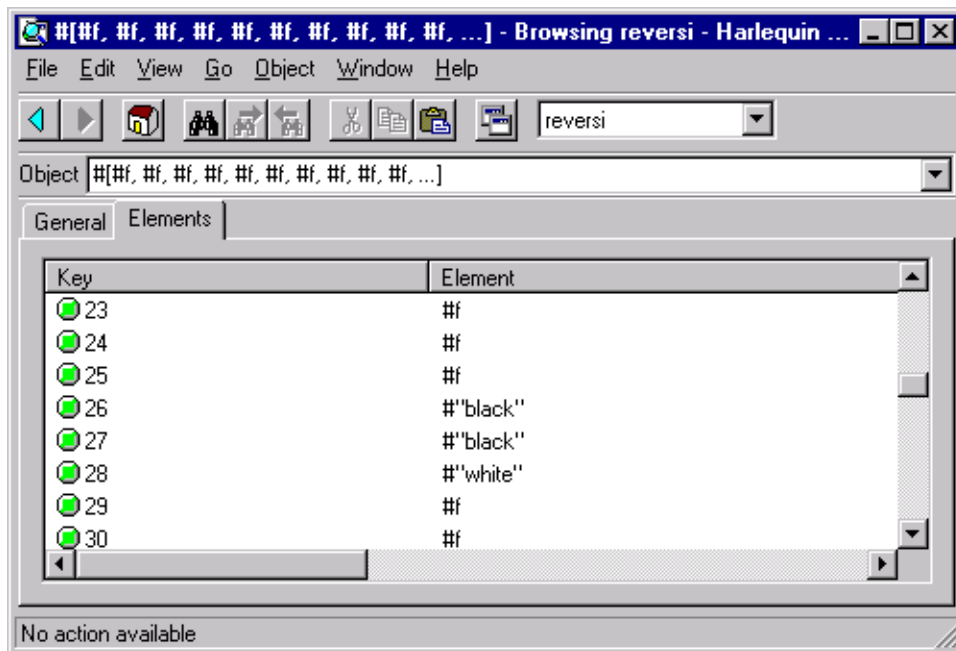 #[#f, #f, #f, #f, #f, #f, #f, #f, #f, #f, ...] - Browsing reversi - Harlequin ...
File Edit View Go Object Window Help
reversi
Object #[#f, #f, #f, #f, #f, #f, #f, #f, #f, #f, ...]
General Elements
Key Element
23 #f
24 #f
25 #f
26 #"black"
27 #"black"
28 #"white"
29 #f
30 #f
No action available